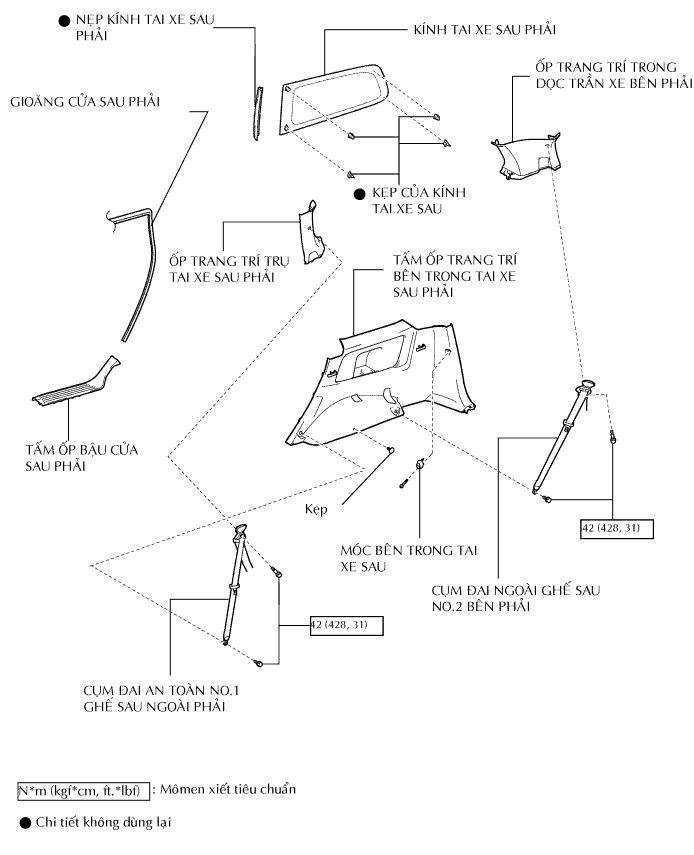 ● NẸP KÍNH TAI XE SAU
PHẢI
KÍNH TAI XE SAU PHẢI
ỐP TRANG TRÍ TRONG
DỌC TRẦN XE BÊN PHẢI
GIOĂNG CỬA SAU PHẢI
● KẸP CỦA KÍNH
TAI XE SAU
ỐP TRANG TRÍ TRỤ
TAI XE SAU PHẢI
TẤM ỐP TRANG TRÍ
BÊN TRONG TAI XE
SAU PHẢI
TẤM ỐP BẬU CỬA
SAU PHẢI
Kẹp
42 (428, 31)
MÓC BÊN TRONG TAI
XE SAU
CỤM ĐAI NGOÀI GHẾ SAU
NO.2 BÊN PHẢI
42 (428, 31)
CỤM ĐAI AN TOÀN NO.1
GHẾ SAU NGOÀI PHẢI
N*m (kgf*cm, ft.*lbf) : Mômen xiết tiêu chuẩn
● Chi tiết không dùng lại